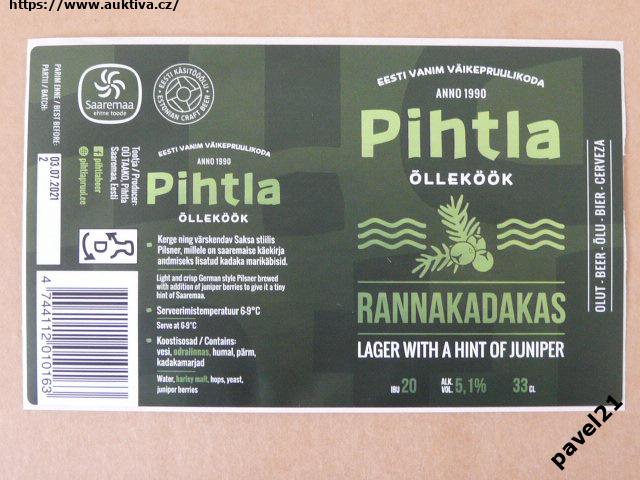 https://www.auktiva.cz/
PARIM ENNE / BEST BEFORE:
PARTII / BATCH:
03.07.2021
2
Saaremaa
ehtne toode
EESTI KÄSITÖÖÕLU
ESTONIAN CRAFT BEER
Tootja / Producer:
OÜ TAAKO, Pihtla
Saaremaa, Eesti
pihtlabeer
pihtlapruul.ee
D
4 744112 010163
EESTI VANIM VÄIKEPRUULIKODA
ANNO 1990
Pihtla
ÕLLEKÖÖK
Kerge ning värskendav Saksa stiilis
Pilsner, millele on saaremaise käekirja
andmiseks lisatud kadaka marikäbisid.
Light and crisp German style Pilsner brewed
with addition of juniper berries to give it a tiny
hint of Saaremaa.
Serveerimistemperatuur 6-9°C
Serve at 6-9°C
Koostisosad / Contains:
vesi, odralinnas, humal, pärm,
kadakamarjad
Water, barley malt, hops, yeast,
juniper berries
EESTI VANIM VÄIKEPRUULIKODA
ANNO 1990
Pihtla
ÕLLEKÖÖK
RANNAKADAKAS
LAGER WITH A HINT OF JUNIPER
IBU 20
ALK. VOL. 5,1%
33 CL
OLUT - BEER - ÕLU - BIER - CERVEZA
pavel21